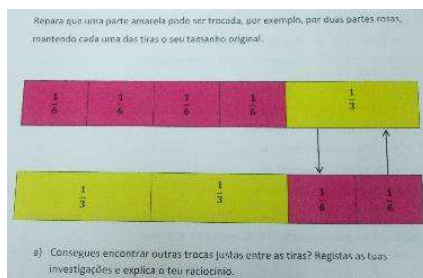 Repara que uma parte amarela pode ser trocada, por exemplo, por duas partes rosas,
mantendo cada uma das tiras o seu tamanho original.
1/6 1/6 1/6 1/6 1/3
1/3 1/3 1/6 1/6
a) Consegues encontrar outras trocas justas entre as tiras? Registas as tuas
investigações e explica o teu raciocínio.